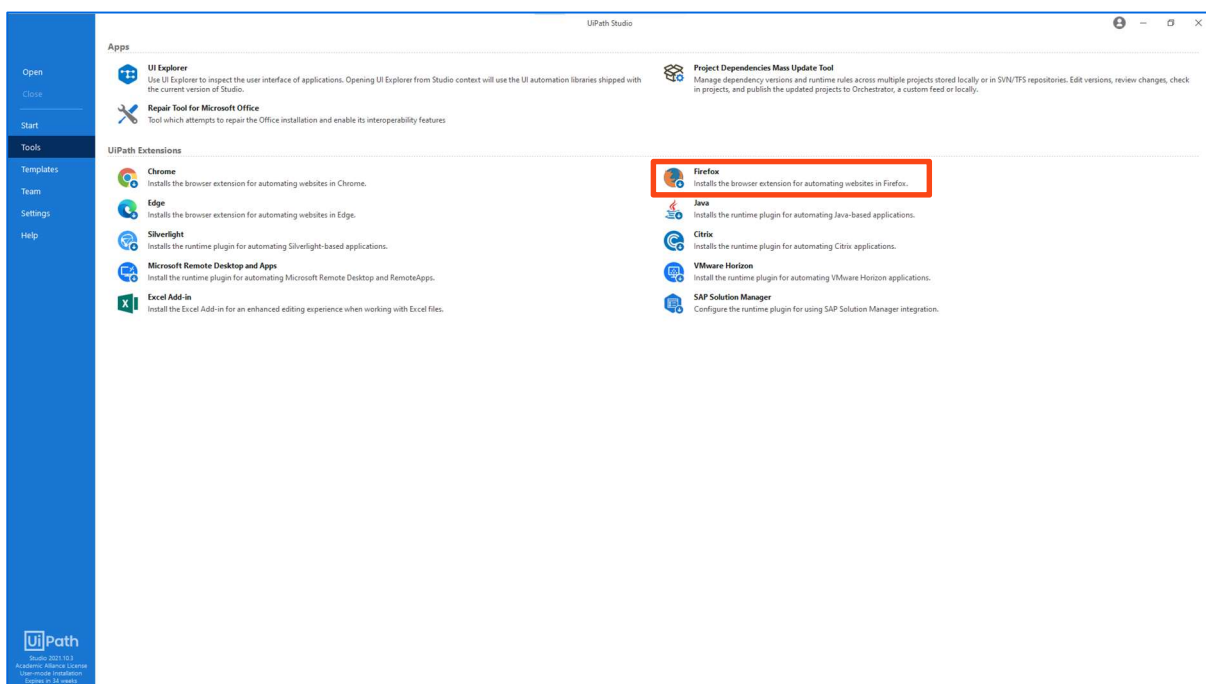 UiPath Studio
Open
Close
Start
Tools
Templates
Team
Settings
Help
Apps
UI Explorer
Use UI Explorer to inspect the user interface of applications. Opening UI Explorer from Studio context will use the UI automation libraries shipped with
the current version of Studio.
Project Dependencies Mass Update Tool
Manage dependency versions and runtime rules across multiple projects stored locally or in SVN/TFS repositories. Edit versions, review changes, check
in projects, and publish the updated projects to Orchestrator, a custom feed or locally.
Repair Tool for Microsoft Office
Tool which attempts to repair the Office installation and enable its interoperability features
UiPath Extensions
Chrome
Installs the browser extension for automating websites in Chrome.
Firefox
Installs the browser extension for automating websites in Firefox.
Edge
Installs the browser extension for automating websites in Edge.
Java
Installs the runtime plugin for automating Java-based applications.
Silverlight
Installs the runtime plugin for automating Silverlight-based applications.
Citrix
Installs the runtime plugin for automating Citrix applications.
Microsoft Remote Desktop and Apps
Install the runtime plugin for automating Microsoft Remote Desktop and RemoteApps.
VMware Horizon
Install the runtime plugin for automating VMware Horizon applications.
Excel Add-in
Install the Excel Add-in for an enhanced editing experience when working with Excel files.
SAP Solution Manager
Configure the runtime plugin for using SAP Solution Manager integration.
UiPath
Studio 2021.10.3
Academic Alliance License
User-mode Installation
Expires in 34 weeks